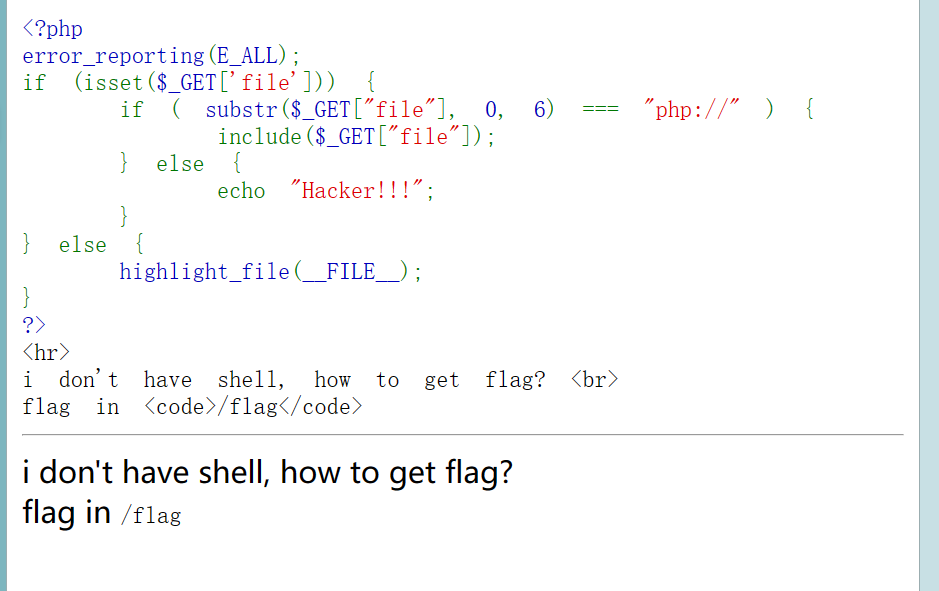 <?php
error_reporting(E_ALL);
if (isset($_GET['file'])) {
if ( substr($_GET["file"], 0, 6) === "php://" ) {
include($_GET["file"]);
} else {
echo "Hacker!!!";
}
} else {
highlight_file(__FILE__);
}
?>
<hr>
i don't have shell, how to get flag? <br>
flag in <code>/flag</code>
i don't have shell, how to get flag?
flag in /flag